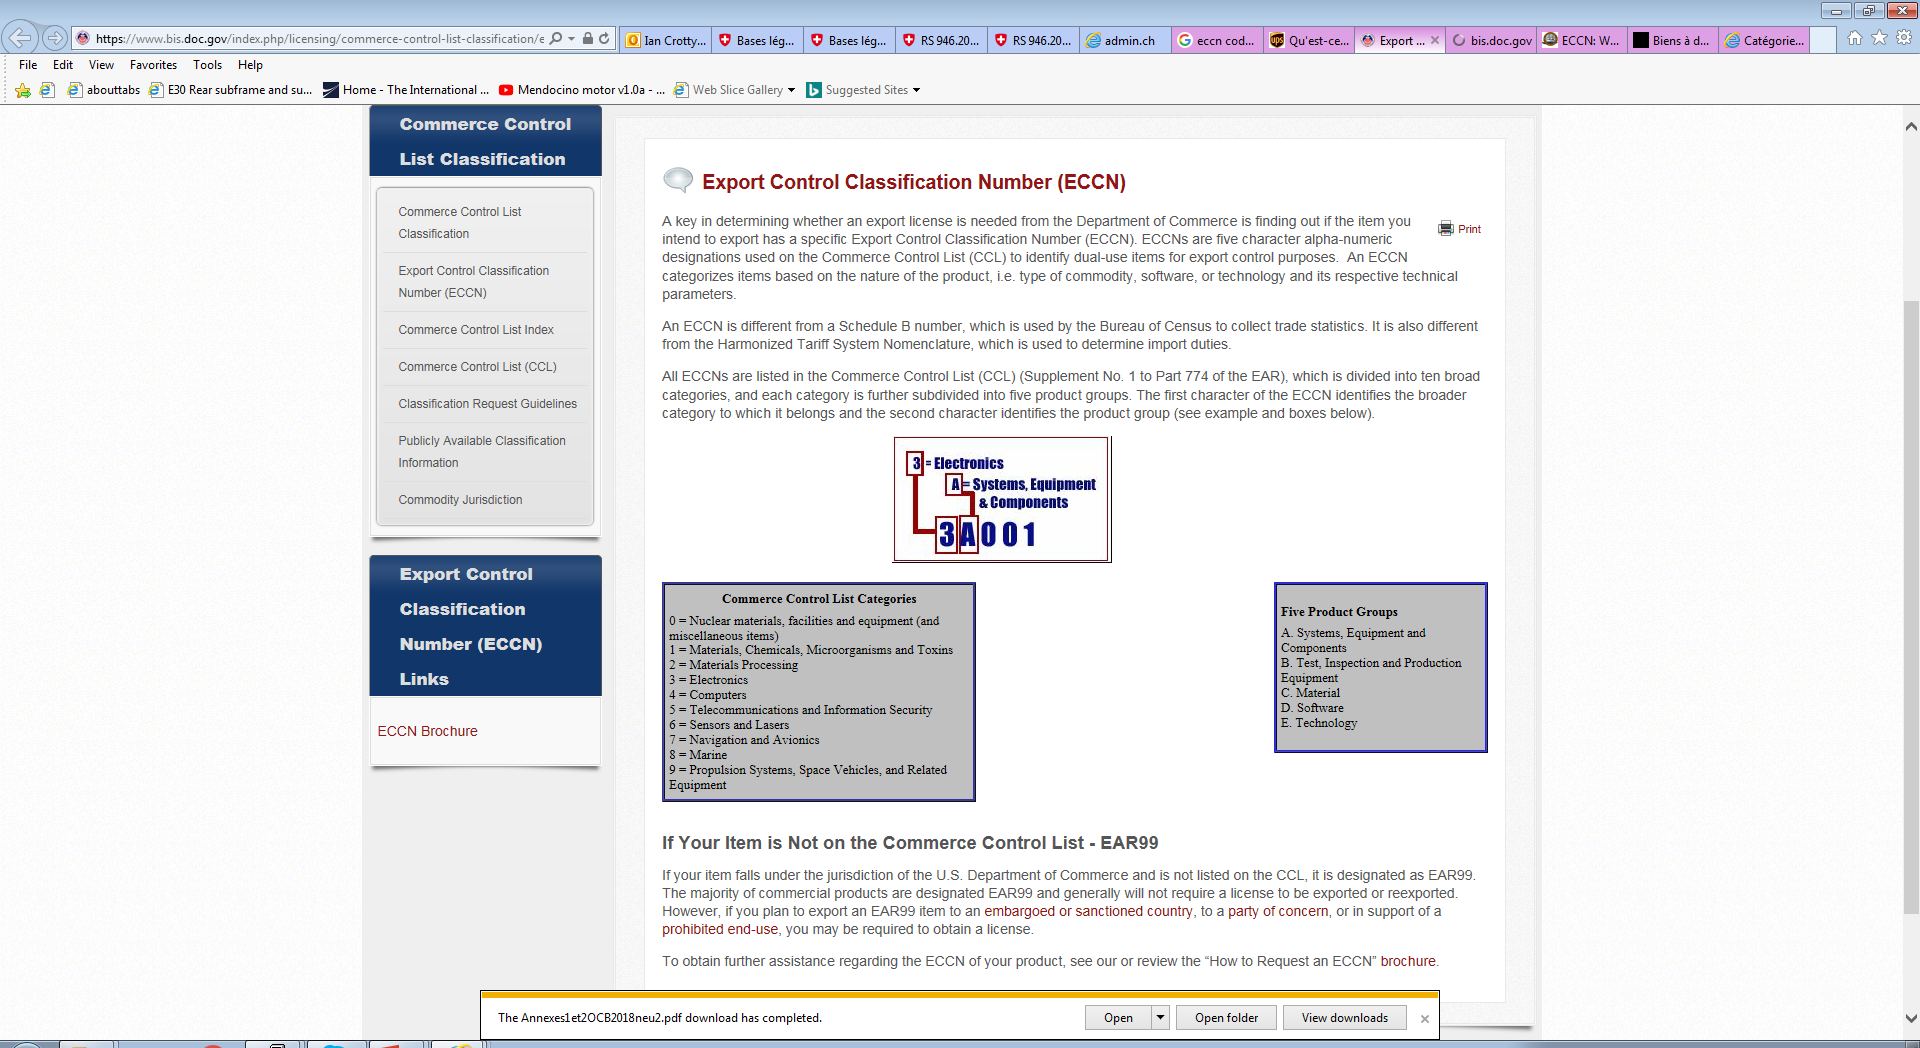 https://www.bis.doc.gov/index.php/licensing/commerce-control-list-classification/e
Ian Crotty...
Bases lég...
Bases lég...
RS 946.20...
RS 946.20...
admin.ch
eccn cod...
Qu'est-ce...
Export ...
bis.doc.gov
ECCN: W...
Biens à d...
Catégorie...
File Edit View Favorites Tools Help
abouttabs
E30 Rear subframe and su...
Home - The International ...
Mendocino motor v1.0a - ...
Web Slice Gallery
Suggested Sites
Commerce Control
List Classification
Commerce Control List
Classification
Export Control Classification
Number (ECCN)
Commerce Control List Index
Commerce Control List (CCL)
Classification Request Guidelines
Publicly Available Classification
Information
Commodity Jurisdiction
Export Control
Classification
Number (ECCN)
Links
ECCN Brochure
Export Control Classification Number (ECCN)
Print
A key in determining whether an export license is needed from the Department of Commerce is finding out if the item you
intend to export has a specific Export Control Classification Number (ECCN). ECCNs are five character alpha-numeric
designations used on the Commerce Control List (CCL) to identify dual-use items for export control purposes.  An ECCN
categorizes items based on the nature of the product, i.e. type of commodity, software, or technology and its respective technical
parameters.
An ECCN is different from a Schedule B number, which is used by the Bureau of Census to collect trade statistics. It is also different
from the Harmonized Tariff System Nomenclature, which is used to determine import duties.
All ECCNs are listed in the Commerce Control List (CCL) (Supplement No. 1 to Part 774 of the EAR), which is divided into ten broad
categories, and each category is further subdivided into five product groups. The first character of the ECCN identifies the broader
category to which it belongs and the second character identifies the product group (see example and boxes below).
3 = Electronics
A = Systems, Equipment
& Components
3A001
Commerce Control List Categories
0 = Nuclear materials, facilities and equipment (and
miscellaneous items)
1 = Materials, Chemicals, Microorganisms and Toxins
2 = Materials Processing
3 = Electronics
4 = Computers
5 = Telecommunications and Information Security
6 = Sensors and Lasers
7 = Navigation and Avionics
8 = Marine
9 = Propulsion Systems, Space Vehicles, and Related
Equipment
Five Product Groups
A. Systems, Equipment and
Components
B. Test, Inspection and Production
Equipment
C. Material
D. Software
E. Technology
If Your Item is Not on the Commerce Control List - EAR99
If your item falls under the jurisdiction of the U.S. Department of Commerce and is not listed on the CCL, it is designated as EAR99.
The majority of commercial products are designated EAR99 and generally will not require a license to be exported or reexported.
However, if you plan to export an EAR99 item to an embargoed or sanctioned country, to a party of concern, or in support of a
prohibited end-use, you may be required to obtain a license.
To obtain further assistance regarding the ECCN of your product, see our or review the “How to Request an ECCN” brochure.
The Annexes1et2OCB2018neu2.pdf download has completed.
Open
Open folder
View downloads